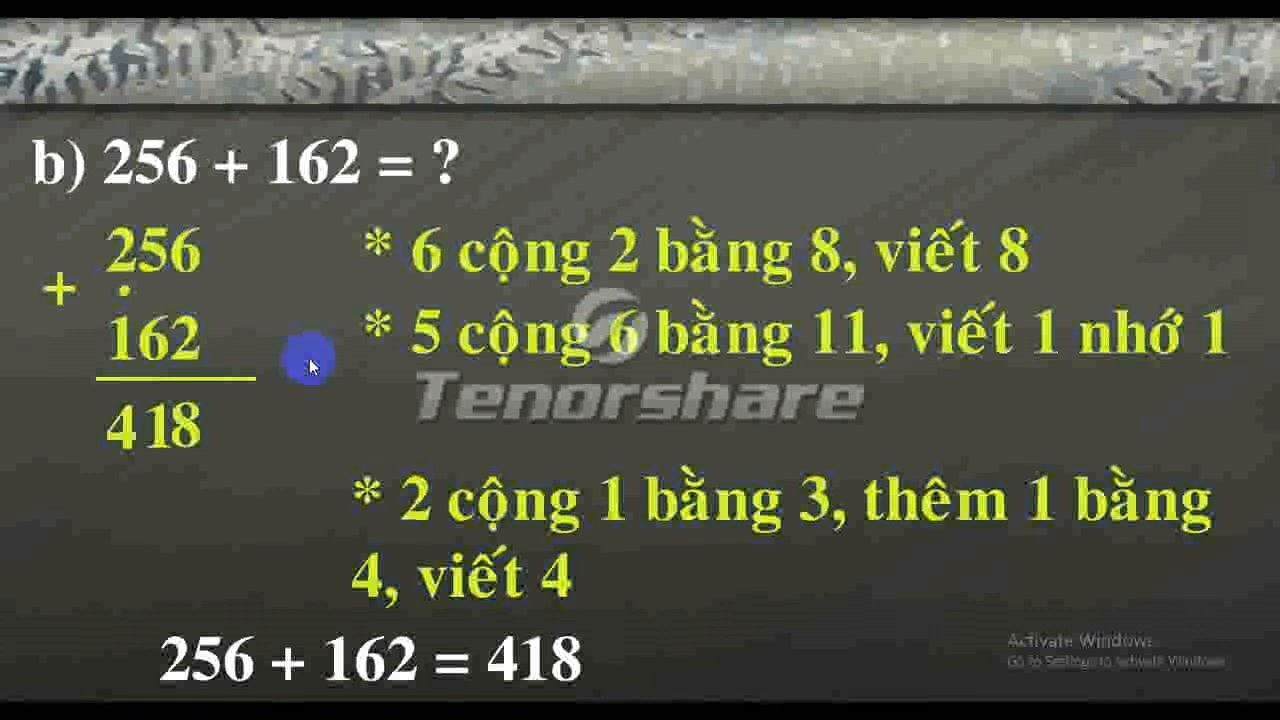 b) 256 + 162 = ?
256
+
162
418
* 6 cộng 2 bằng 8, viết 8
* 5 cộng 6 bằng 11, viết 1 nhớ 1
Tenorshare
* 2 cộng 1 bằng 3, thêm 1 bằng
4, viết 4
256 + 162 = 418
Activate Windows
Go to Settings to activate Windows.